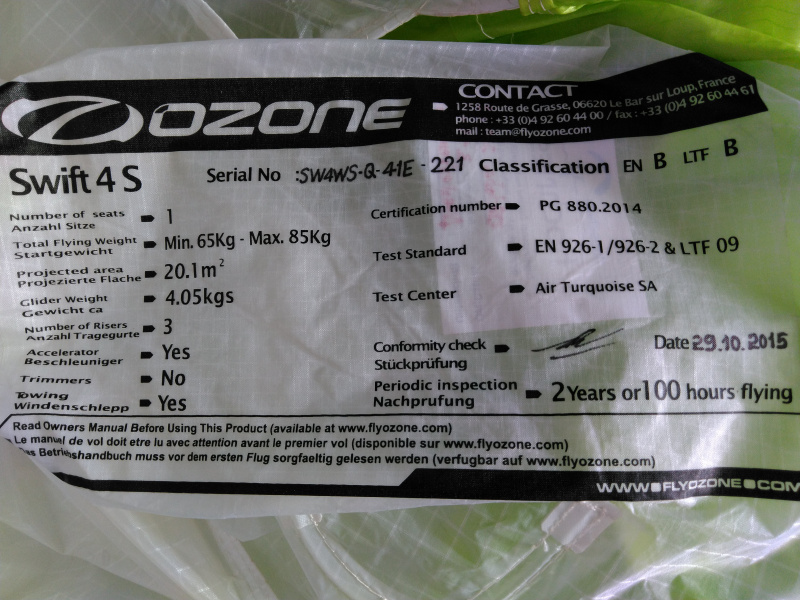 OZONE
CONTACT
1258 Route de Grasse, 06620 Le Bar sur Loup, France
phone : +33 (0)4 92 60 44 00 / fax : +33 (0)4 92 60 44 61
mail : team@flyozone.com
Swift 4 S
Serial No :SW4WS-Q-41E - 221 Classification EN B LTF B
Number of seats
Anzahl Sitze
1
Total Flying Weight
Startgewicht
Min. 65Kg - Max. 85Kg
Projected area
Projezierte Flache
20.1m²
Glider Weight
Gewicht ca
4.05kgs
Number of Risers
Anzahl Tragegurte
3
Accelerator
Beschleuniger
Yes
Trimmers
No
Towing
Windenschlepp
Yes
Certification number
PG 880.2014
Test Standard
EN 926-1/926-2 & LTF 09
Test Center
Air Turquoise SA
Conformity check
Stückprüfung
Date 29.10.2015
Periodic inspection
Nachprufung
2Years or100 hours flying
Read Owners Manual Before Using This Product (available at www.flyozone.com)
Le manuel de vol doit etre lu avec attention avant le premier vol (disponible sur www.flyozone.com)
Das Betriebshandbuch muss vor dem ersten Flug sorgfaeltig gelesen werden (verfugbar auf www.flyozone.com)
WWW.FLYOZONE.COM